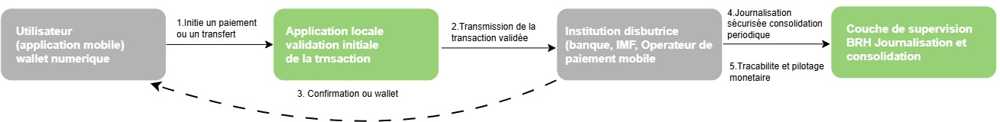 Utilisateur
(application mobile)
wallet numerique
1.Initie un paiement
ou un transfert
Application locale
validation initiale
de la trnsaction
2.Transmission de la
transaction validée
3. Confirmation ou wallet
Institution disbutrice
(banque, IMF, Operateur de
paiement mobile
4.Journalisation
sécurisée consolidation
periodique
5.Tracabilite et pilotage
monetaire
Couche de supervision
BRH Journalisation et
consolidation